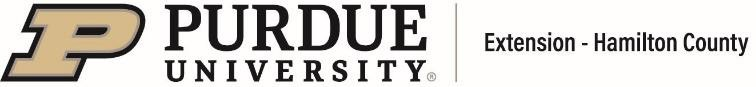 P PURDUE
UNIVERSITY®
Extension - Hamilton County